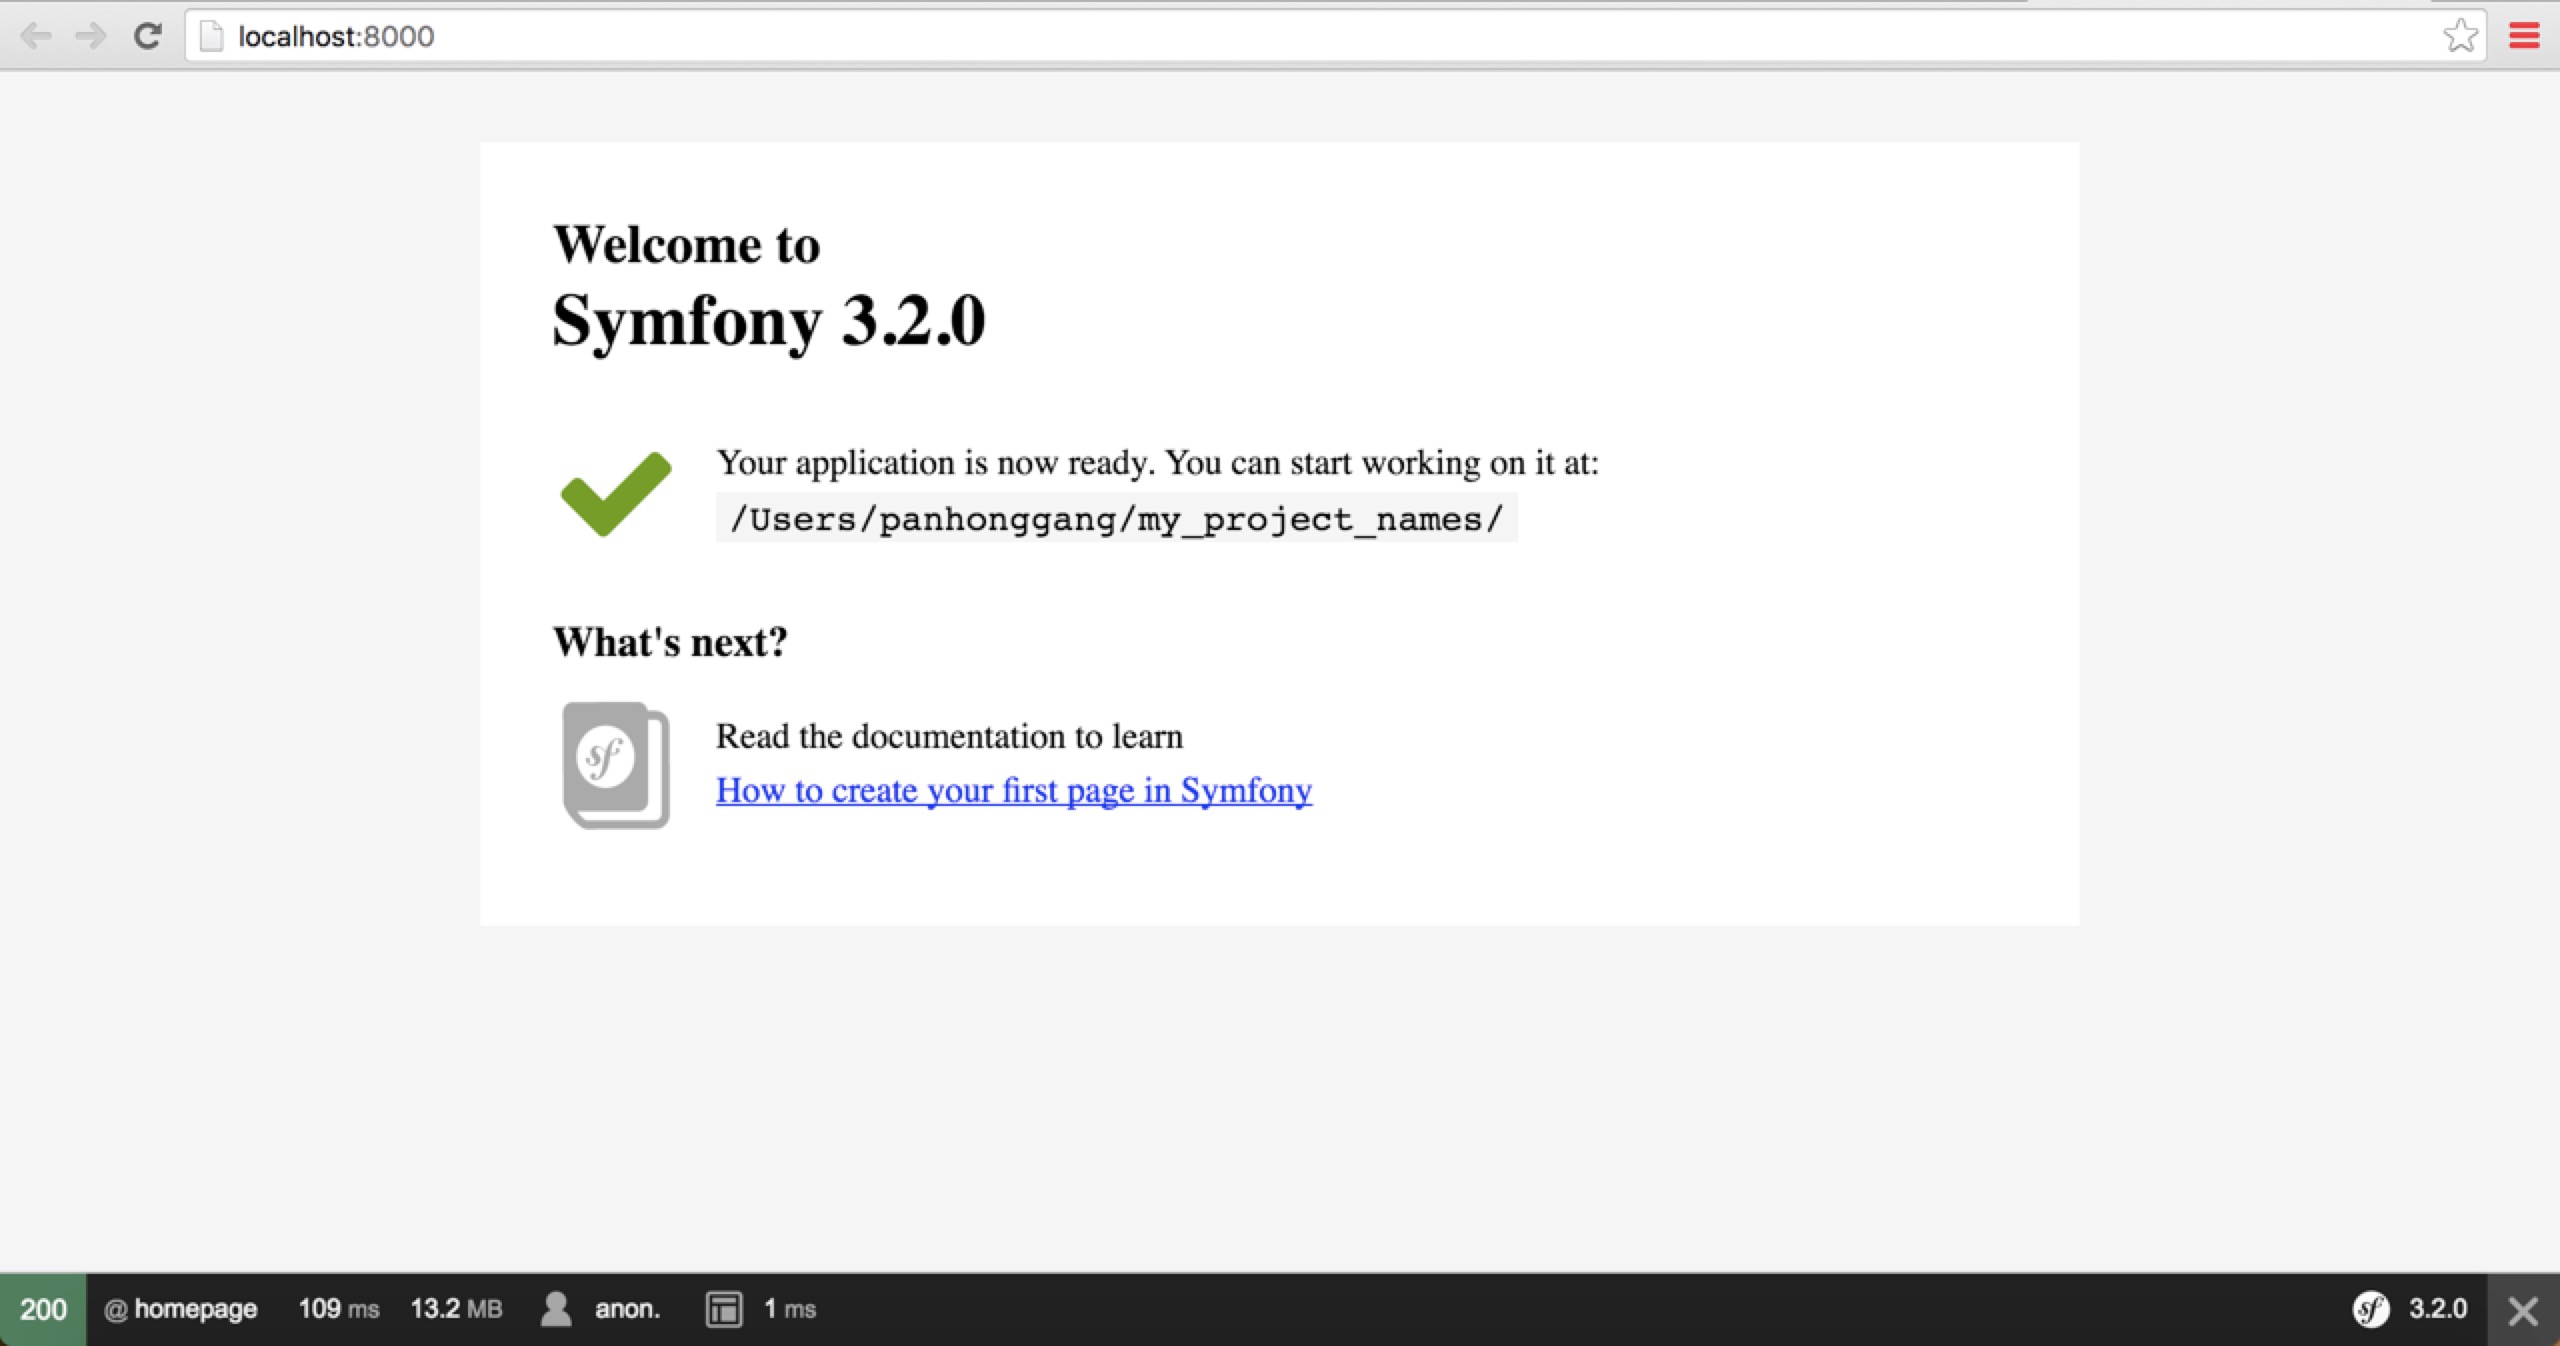 localhost:8000
Welcome to
Symfony 3.2.0
Your application is now ready. You can start working on it at:
/Users/panhonggang/my_project_names/
What's next?
sf
Read the documentation to learn
How to create your first page in Symfony
200 @ homepage 109 ms 13.2 MB anon. 1 ms sf 3.2.0